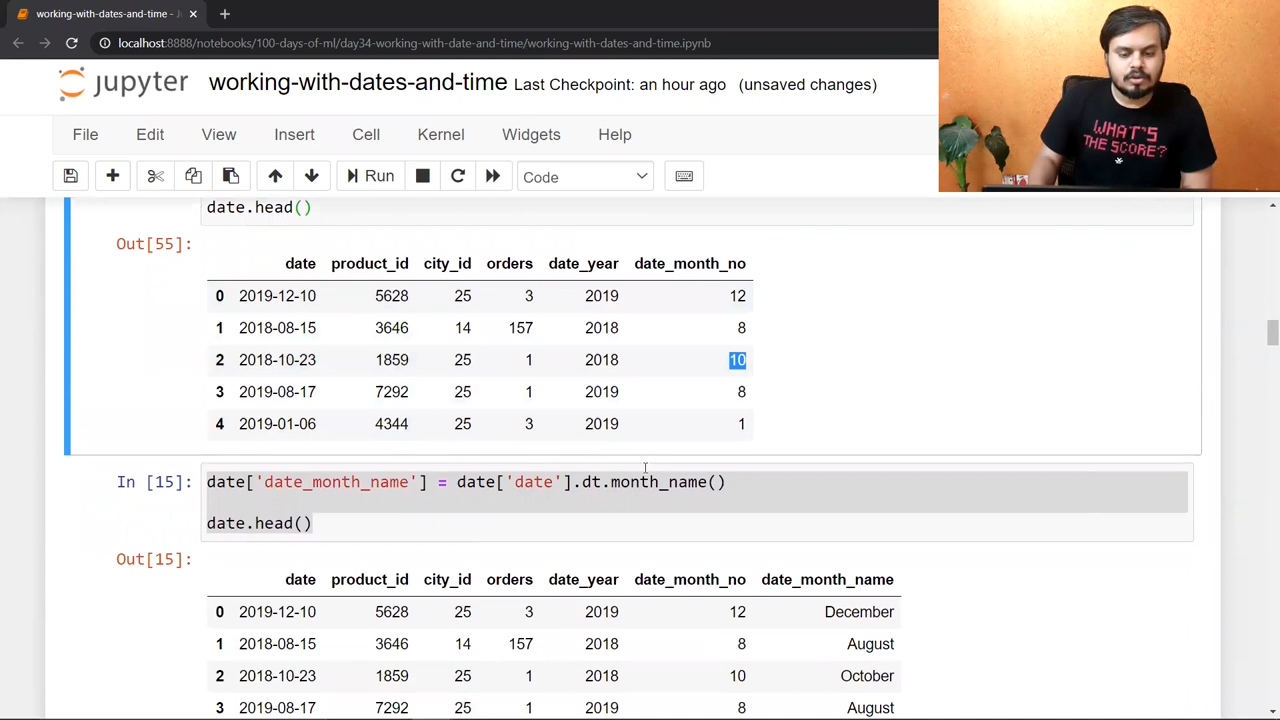 working-with-dates-and-time - J
localhost:8888/notebooks/100-days-of-ml/day34-working-with-date-and-time/working-with-dates-and-time.ipynb
jupyter working-with-dates-and-time Last Checkpoint: an hour ago (unsaved changes)
File Edit View Insert Cell Kernel Widgets Help
Run Code
WHAT'S
THE SCORE?
date.head()
Out[55]:
date product_id city_id orders date_year date_month_no
0 2019-12-10 5628 25 3 2019 12
1 2018-08-15 3646 14 157 2018 8
2 2018-10-23 1859 25 1 2018 10
3 2019-08-17 7292 25 1 2019 8
4 2019-01-06 4344 25 3 2019 1
In [15]: date['date_month_name'] = date['date'].dt.month_name()
date.head()
Out[15]:
date product_id city_id orders date_year date_month_no date_month_name
0 2019-12-10 5628 25 3 2019 12 December
1 2018-08-15 3646 14 157 2018 8 August
2 2018-10-23 1859 25 1 2018 10 October
3 2019-08-17 7292 25 1 2019 8 August